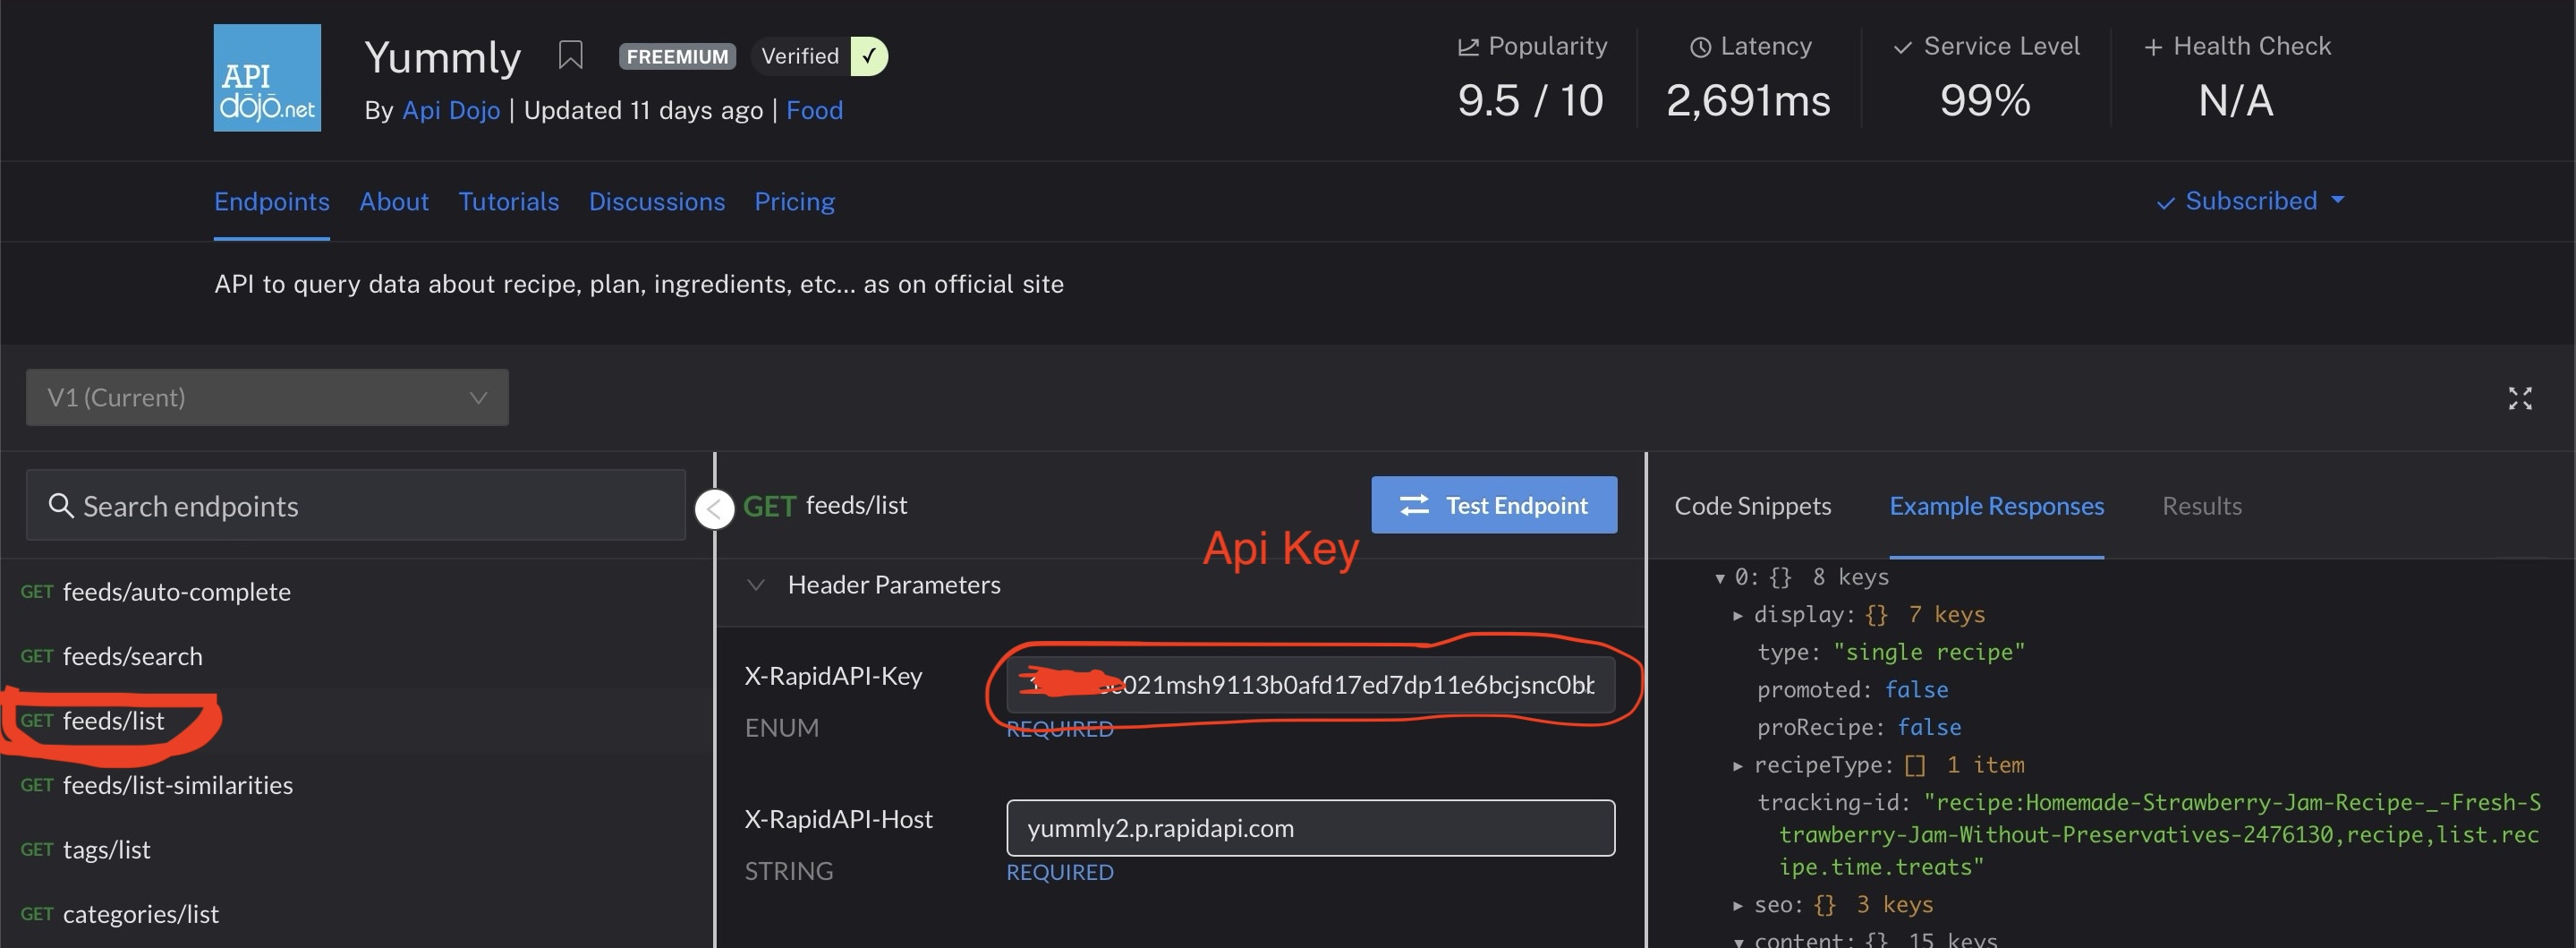 API
dojo.net
Yummly
FREEMIUM
Verified
By Api Dojo | Updated 11 days ago | Food
Popularity
9.5 / 10
Latency
2,691ms
Service Level
99%
Health Check
N/A
Endpoints About Tutorials Discussions Pricing
Subscribed
API to query data about recipe, plan, ingredients, etc... as on official site
V1 (Current)
Search endpoints
GET feeds/auto-complete
GET feeds/search
GET feeds/list
GET feeds/list-similarities
GET tags/list
GET categories/list
GET feeds/list
Test Endpoint
Api Key
Header Parameters
X-RapidAPI-Key
021msh9113b0afd17ed7dp11e6bcjsnc0b
ENUM
REQUIRED
X-RapidAPI-Host
yummly2.p.rapidapi.com
STRING
REQUIRED
Code Snippets Example Responses Results
0: {} 8 keys
display: {} 7 keys
type: "single recipe"
promoted: false
proRecipe: false
recipeType: [] 1 item
tracking-id: "recipe:Homemade-Strawberry-Jam-Recipe-_-Fresh-S
trawberry-Jam-Without-Preservatives-2476130,recipe,list.rec
ipe.time.treats"
seo: {} 3 keys
content: {} 15 keys